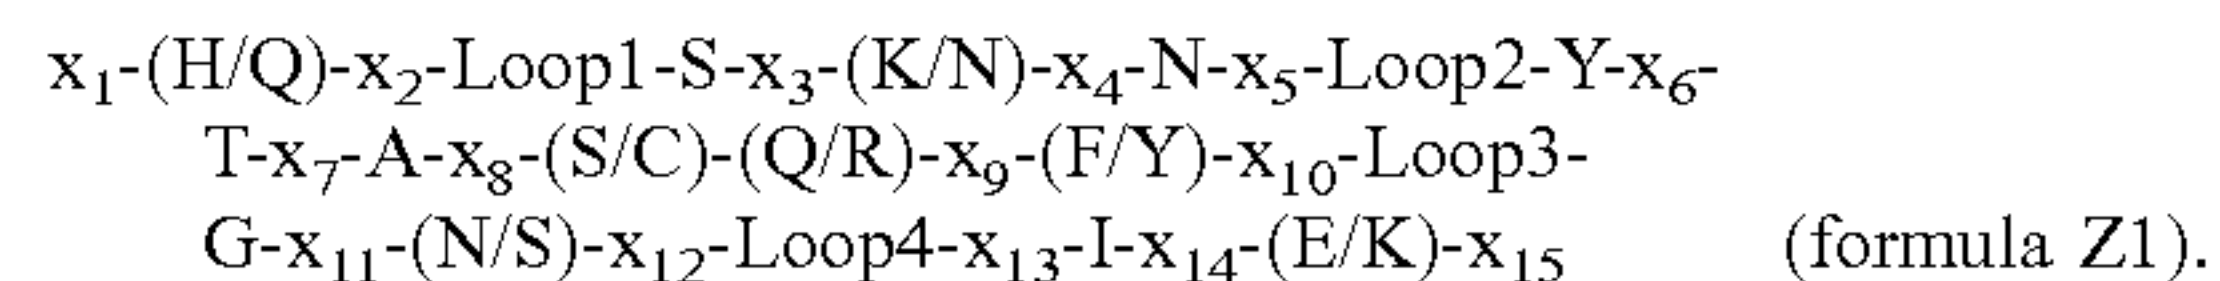 x₁-(H/Q)-x₂-Loop1-S-x₃-(K/N)-x₄-N-x₅-Loop2-Y-x₆-
T-x₇-A-x₈-(S/C)-(Q/R)-x₉-(F/Y)-x₁₀-Loop3-
G-x₁₁-(N/S)-x₁₂-Loop4-x₁₃-I-x₁₄-(E/K)-x₁₅ (formula Z1).